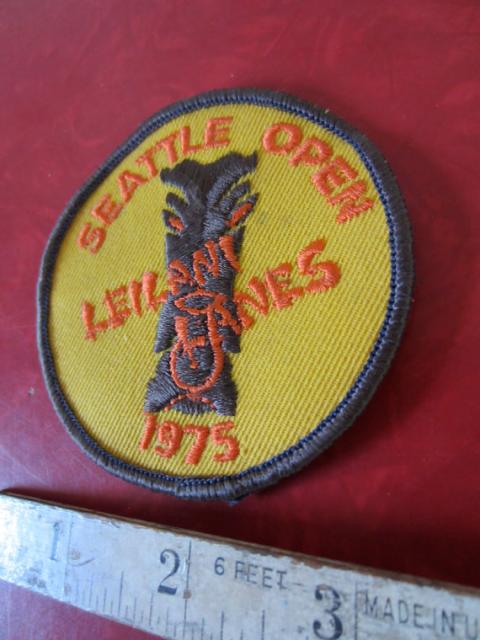 SEATTLE OPEN
LEILANI
LANES
1975
1 2 6 FEET 3 MADE IN U